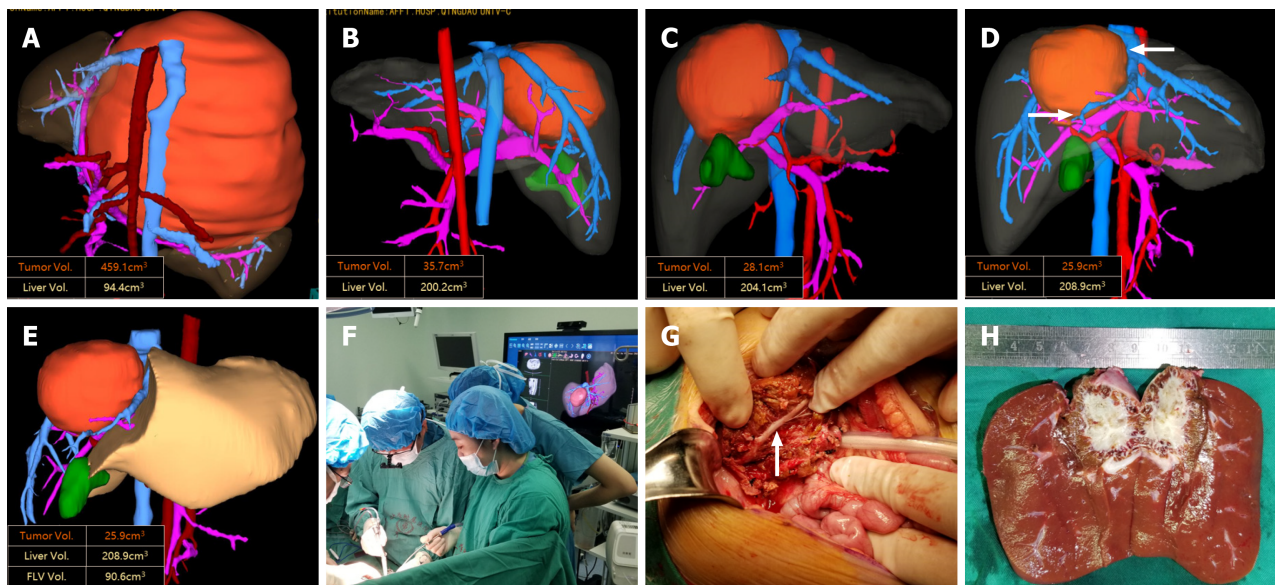 A
B
C
D
tutionName: AFFT.HOSP.QINGDAO UNIV-C
Tumor Vol. 459.1cm³
Liver Vol. 94.4cm³
Tumor Vol. 35.7cm³
Liver Vol. 200.2cm³
Tumor Vol. 28.1cm³
Liver Vol. 204.1cm³
Tumor Vol. 25.9cm³
Liver Vol. 208.9cm³
E
F
G
H
Tumor Vol. 25.9cm³
Liver Vol. 208.9cm³
FLV Vol. 90.6cm³